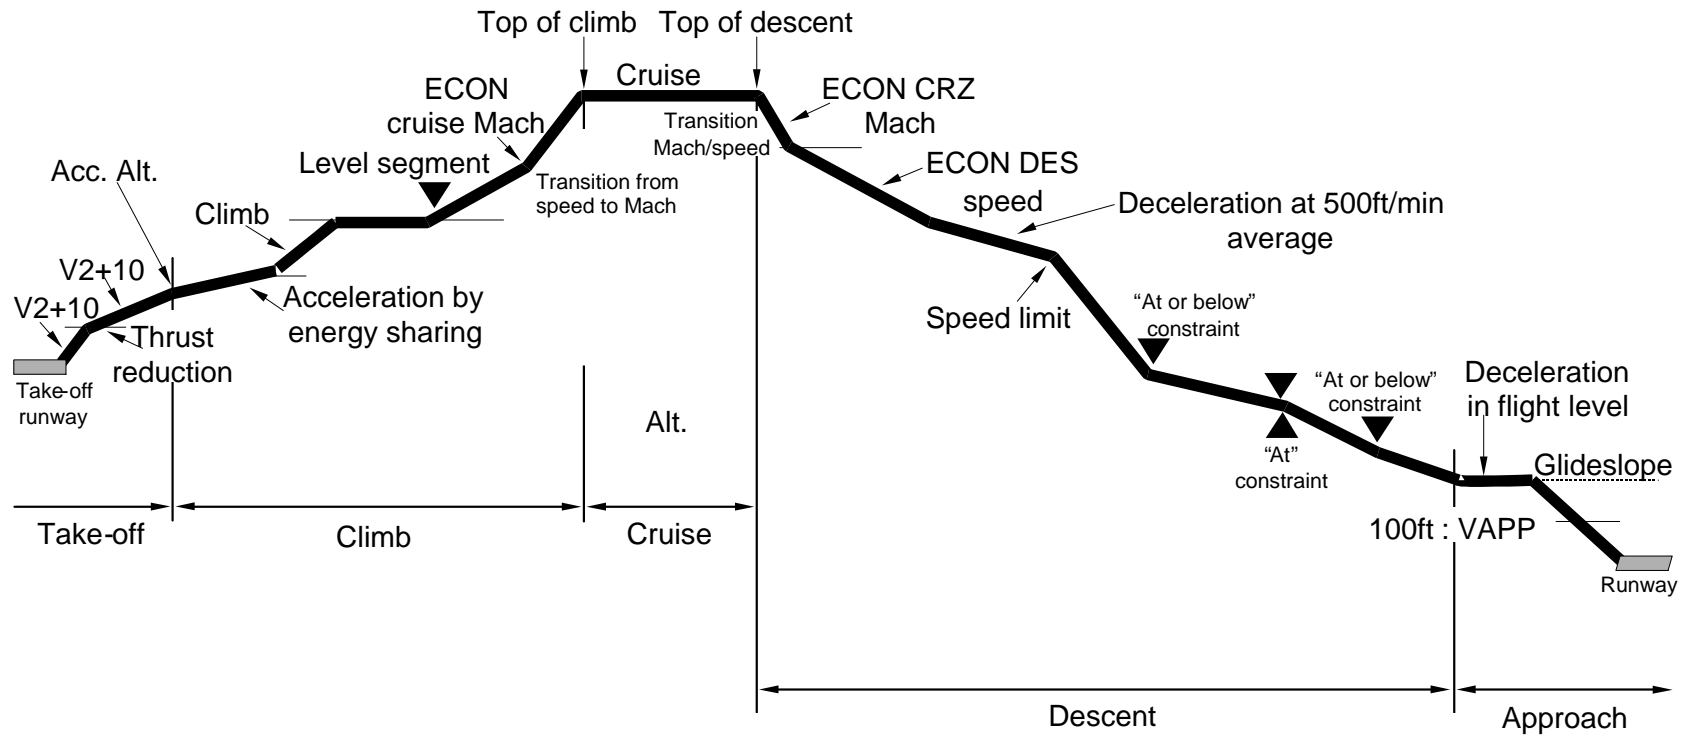 Top of climb
Top of descent
Cruise
ECON
cruise Mach
ECON CRZ
Mach
Transition
Mach/speed
Level segment
Acc. Alt.
Transition from
speed to Mach
ECON DES
speed
Climb
Deceleration at 500ft/min
average
V2+10
V2+10
Acceleration by
energy sharing
Thrust
reduction
Speed limit
“At or below”
constraint
Take-off
runway
“At or below”
constraint
Deceleration
in flight level
Alt.
“At”
constraint
Glideslope
Take-off
Climb
Cruise
100ft : VAPP
Runway
Descent
Approach